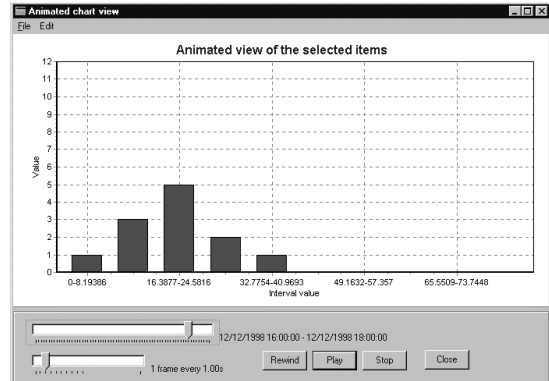 Animated chart view
File Edit
Animated view of the selected items
12
11
10
9
8
7
6
5
4
3
2
1
0
Value
0-8.19386 16.3877-24.5816 32.7754-40.9693 49.1632-57.357 65.5509-73.7448
Interval value
12/12/1998 16:00:00 - 12/12/1998 18:00:00
1 frame every 1.00s Rewind Play Stop Close